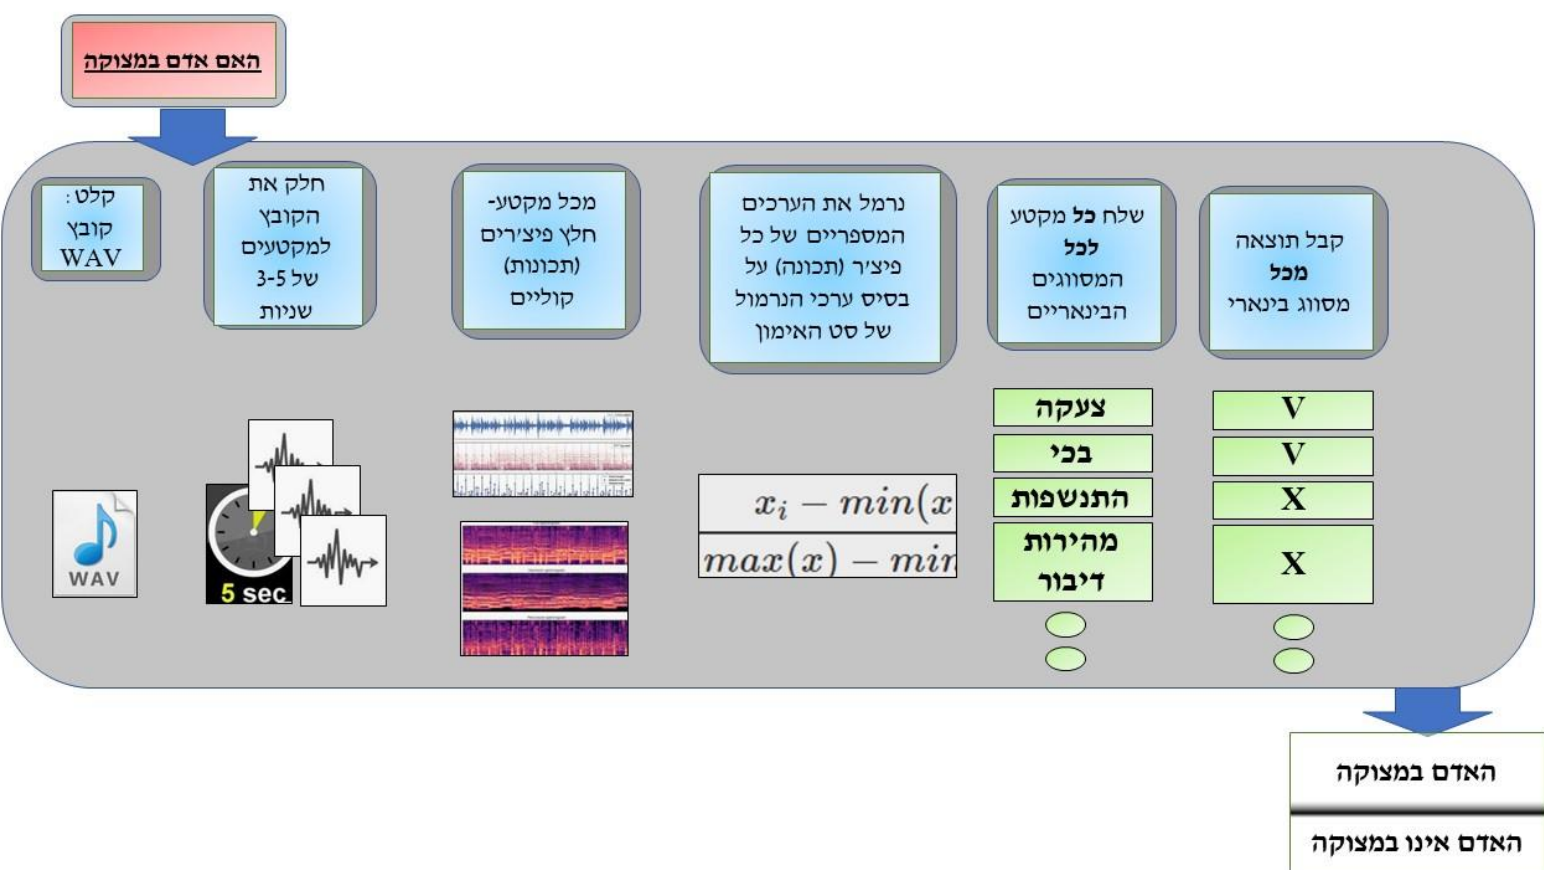 האם אדם במצוקה
קלט:
קובץ
WAV
חלק את
הקובץ
למקטעים
של 3-5
שניות
מכל מקטע-
חלץ פיצ'רים
(תכונות)
קוליים
נרמל את הערכים
המספריים של כל
פיצ'ר (תכונה) על
בסיס ערכי הנרמול
של סט האימון
שלח כל מקטע
לכל
המסווגים
הבינאריים
קבל תוצאה
מכל
מסווג בינארי
WAV
5 sec
x_i − min(x
max(x) − min
צעקה
בכי
התנשפות
מהירות
דיבור
V
V
X
X
האדם במצוקה
האדם אינו במצוקה